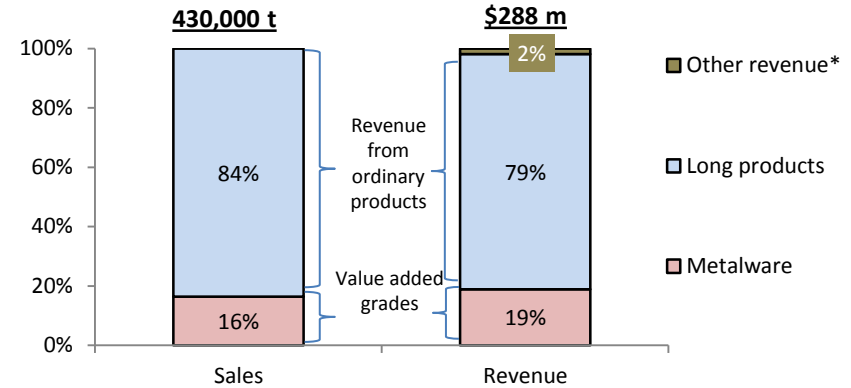 430,000 t
$288 m
100%
80%
60%
40%
20%
0%
84%
16%
2%
79%
19%
Revenue
from
ordinary
products
Value added
grades
Sales
Revenue
Other revenue*
Long products
Metalware